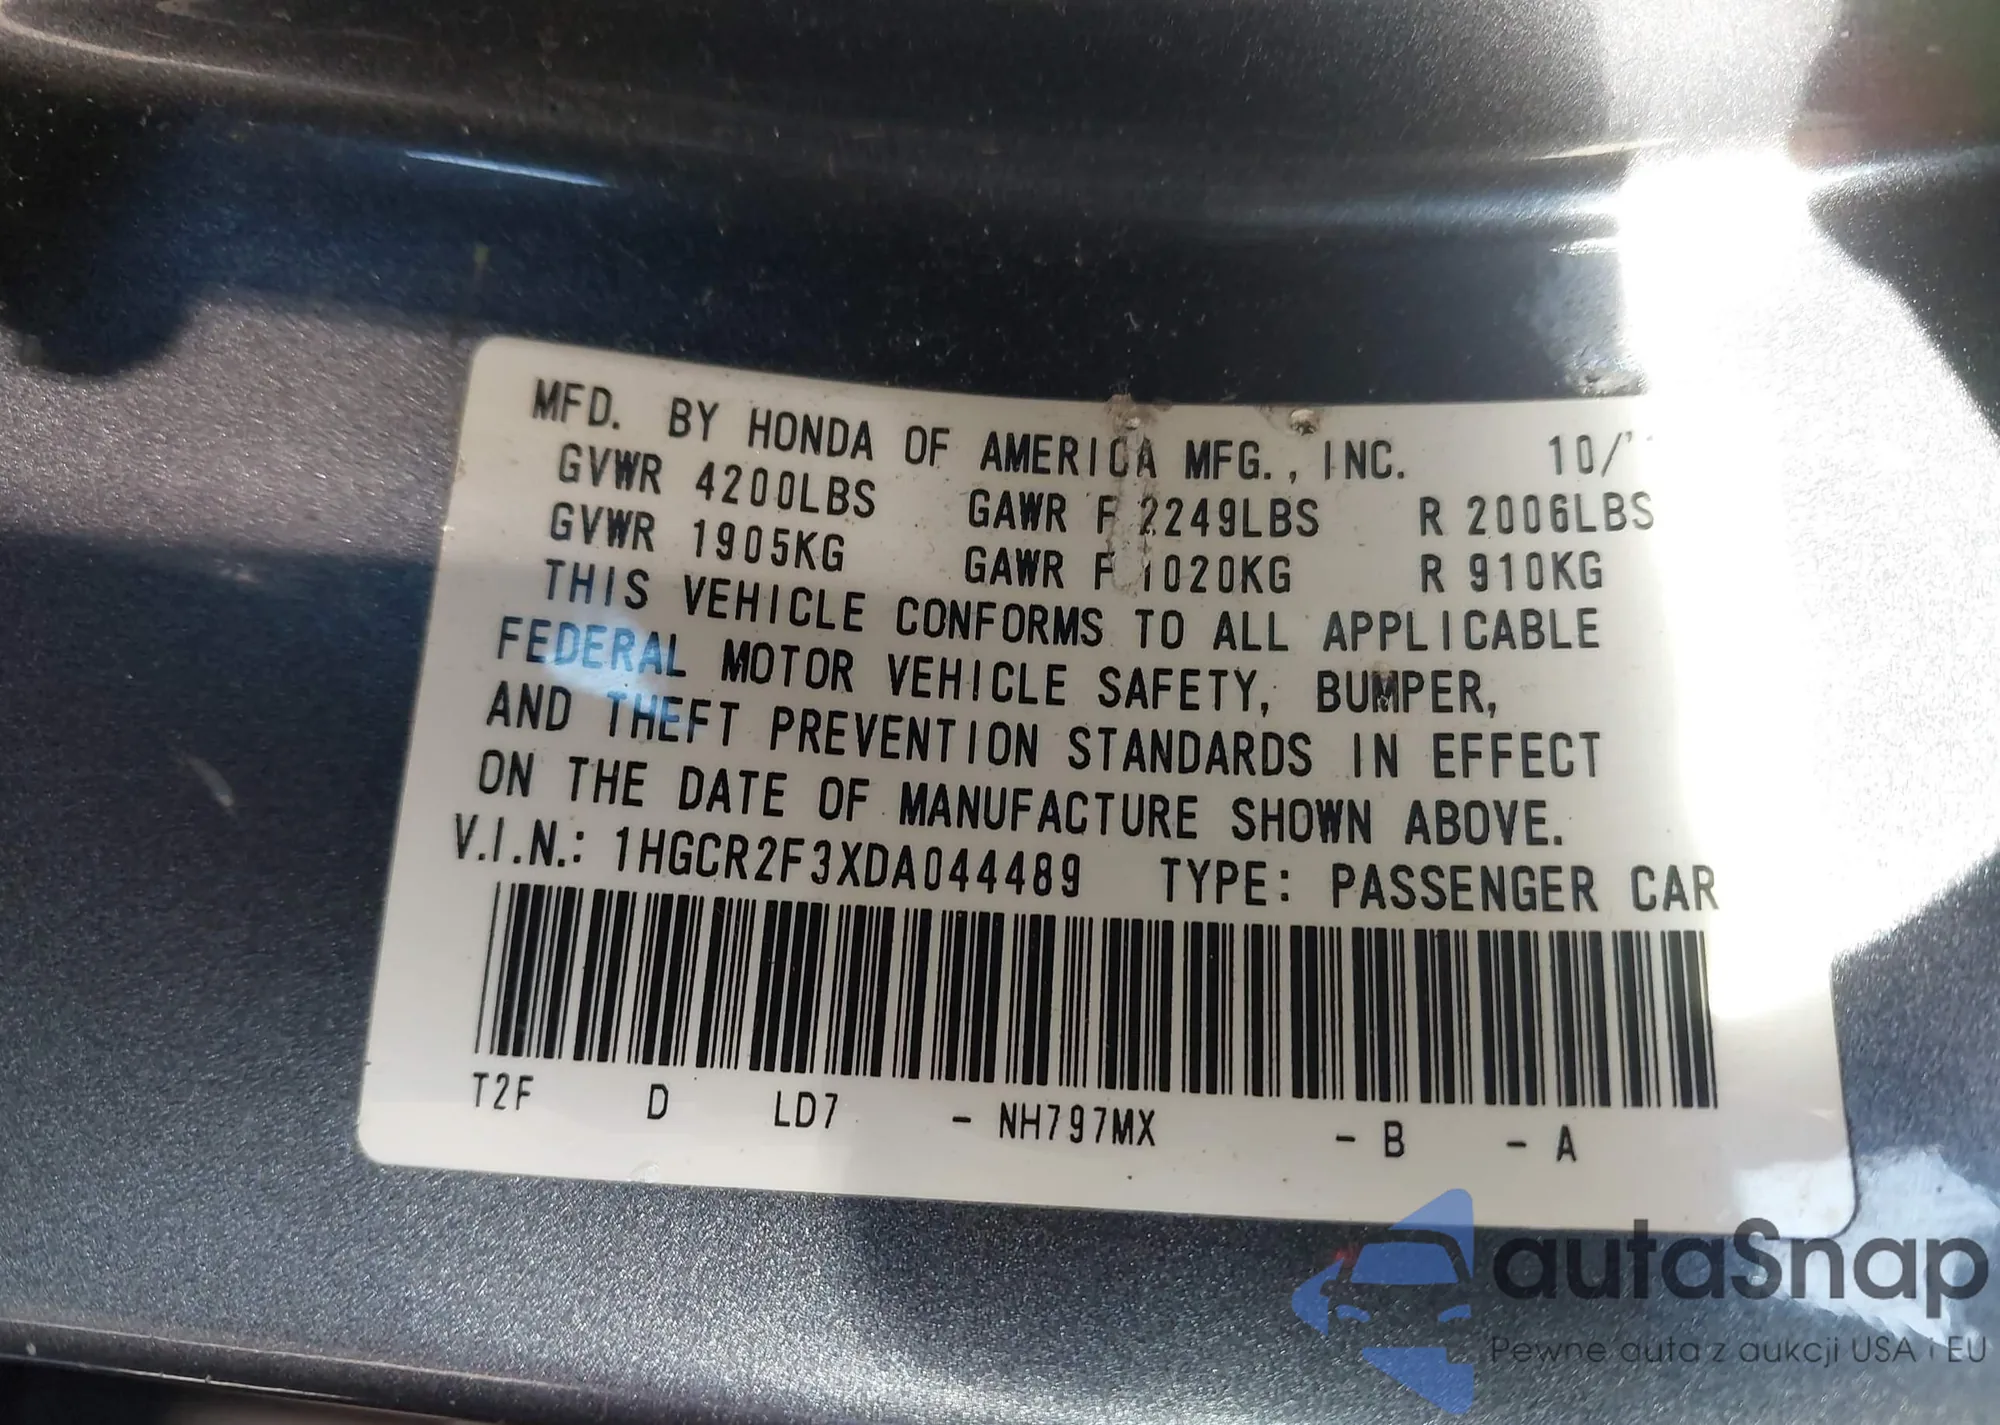 MFD. BY HONDA OF AMERICA MFG., INC. 10/
GVWR 4200LBS GAWR F 2249LBS R 2006LBS
GVWR 1905KG GAWR F 1020KG R 910KG
THIS VEHICLE CONFORMS TO ALL APPLICABLE
FEDERAL MOTOR VEHICLE SAFETY, BUMPER,
AND THEFT PREVENTION STANDARDS IN EFFECT
ON THE DATE OF MANUFACTURE SHOWN ABOVE.
V.I.N.: 1HGCR2F3XDA044489 TYPE: PASSENGER CAR
T2F D LD7 - NH797MX - B - A
autaSnap
Pewne auta z aukcji USA i EU